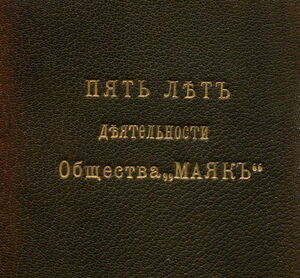 ПЯТЬ ЛѢТЪ
ДѢЯТЕЛЬНОСТИ
Общества„МАЯКЪ“